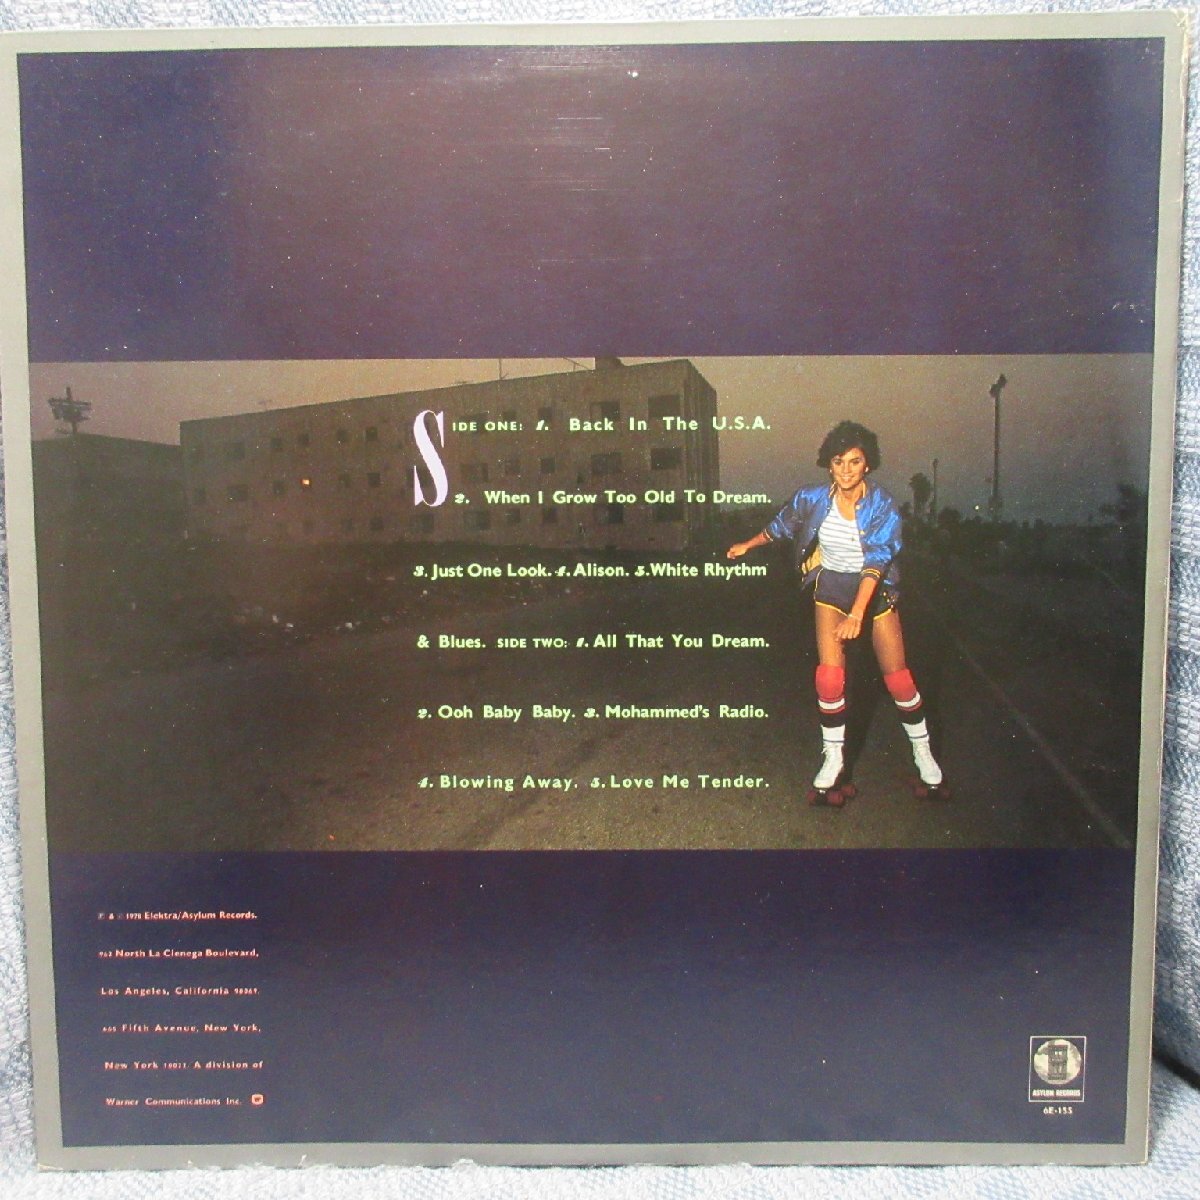 SIDE ONE: 1. Back In The U.S.A.
2. When I Grow Too Old To Dream.
3. Just One Look. 4. Alison. 5. White Rhythm
& Blues. SIDE TWO: 1. All That You Dream.
2. Ooh Baby Baby. 3. Mohammed's Radio.
4. Blowing Away. 5. Love Me Tender.
℗ & © 1978 Elektra/Asylum Records.
962 North La Cienega Boulevard,
Los Angeles, California 90069.
665 Fifth Avenue, New York,
New York 10022. A division of
Warner Communications Inc.
ASYLUM RECORDS
6E-155